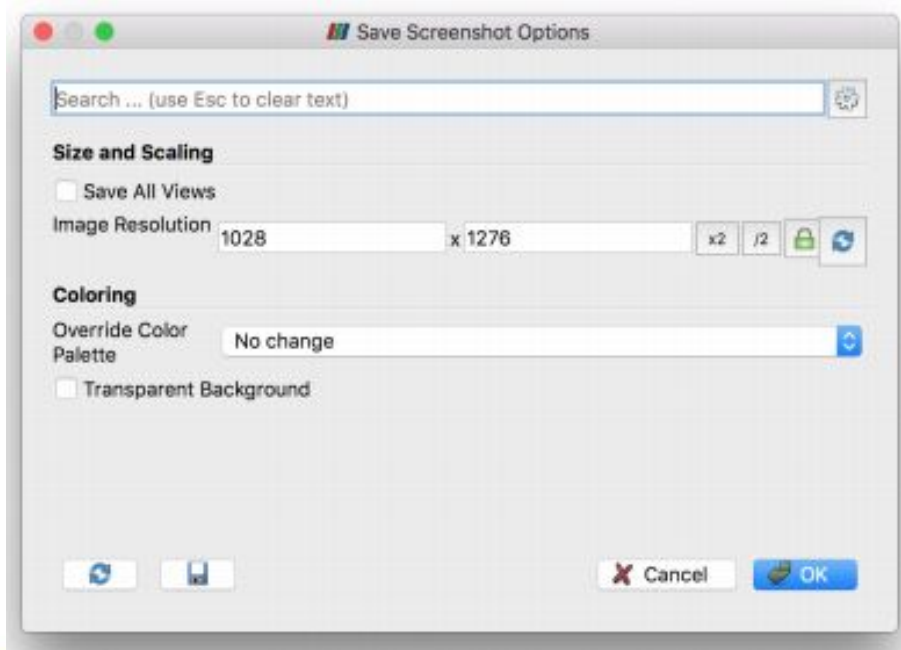 Save Screenshot Options
Search ... (use Esc to clear text)
Size and Scaling
Save All Views
Image Resolution 1028 x 1276 x2 /2
Coloring
Override Color
Palette
No change
Transparent Background
Cancel OK